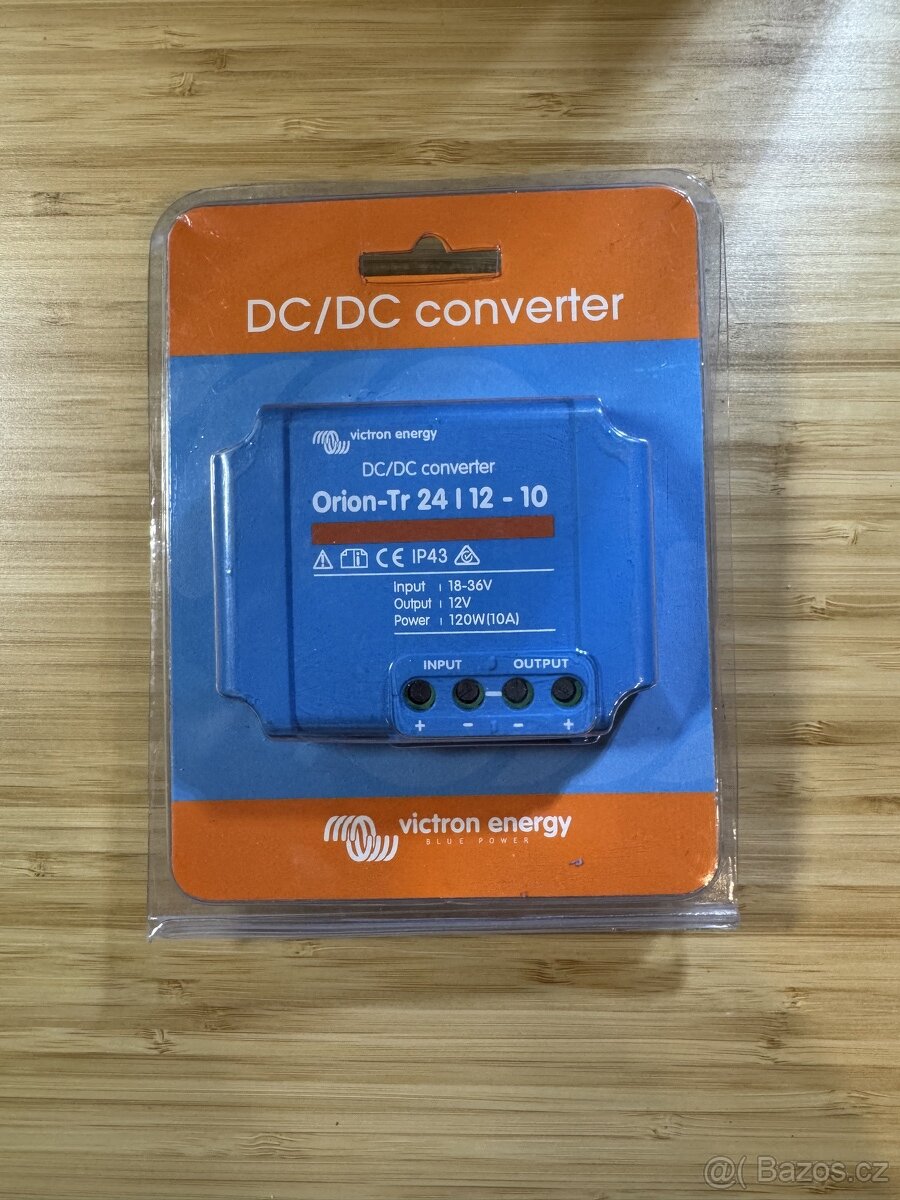 DC/DC converter
victron energy
DC/DC converter
Orion-Tr 24 | 12 - 10
CE IP43
Input | 18-36V
Output | 12V
Power | 120W(10A)
INPUT OUTPUT
+ - - +
victron energy
BLUE POWER
@( Bazos.cz